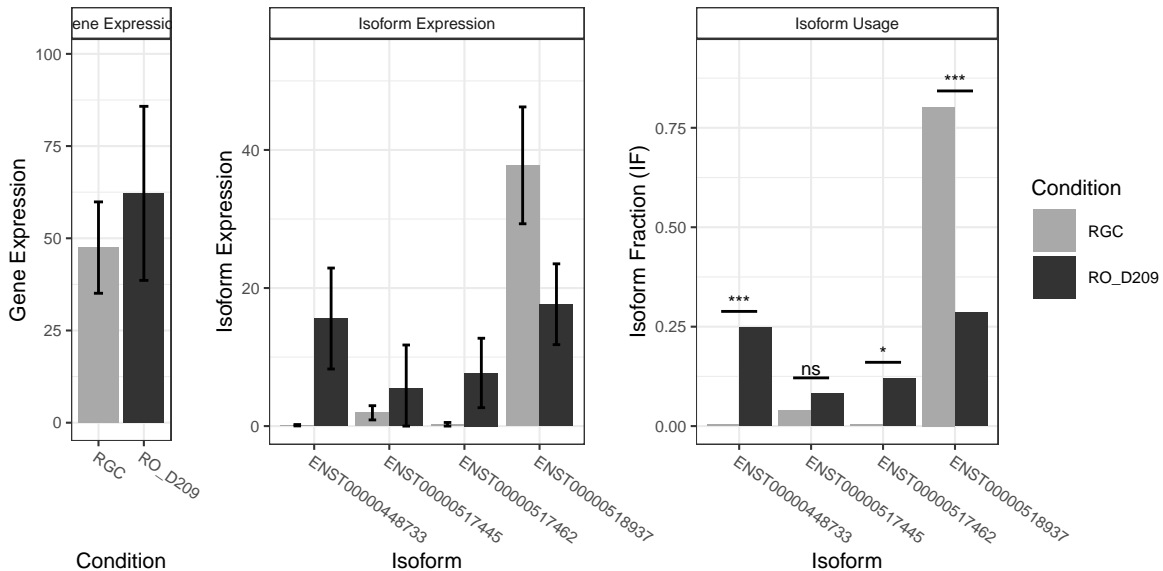 ene Expressio
Gene Expression
100
75
50
25
0
RGC
RO_D209
Condition
Isoform Expression
Isoform Expression
40
20
0
ENST00000448733
ENST00000517445
ENST00000517462
ENST00000518937
Isoform
Isoform Usage
Isoform Fraction (IF)
0.75
0.50
0.25
0.00
***
ns
*
***
ENST00000448733
ENST00000517445
ENST00000517462
ENST00000518937
Isoform
Condition
RGC
RO_D209